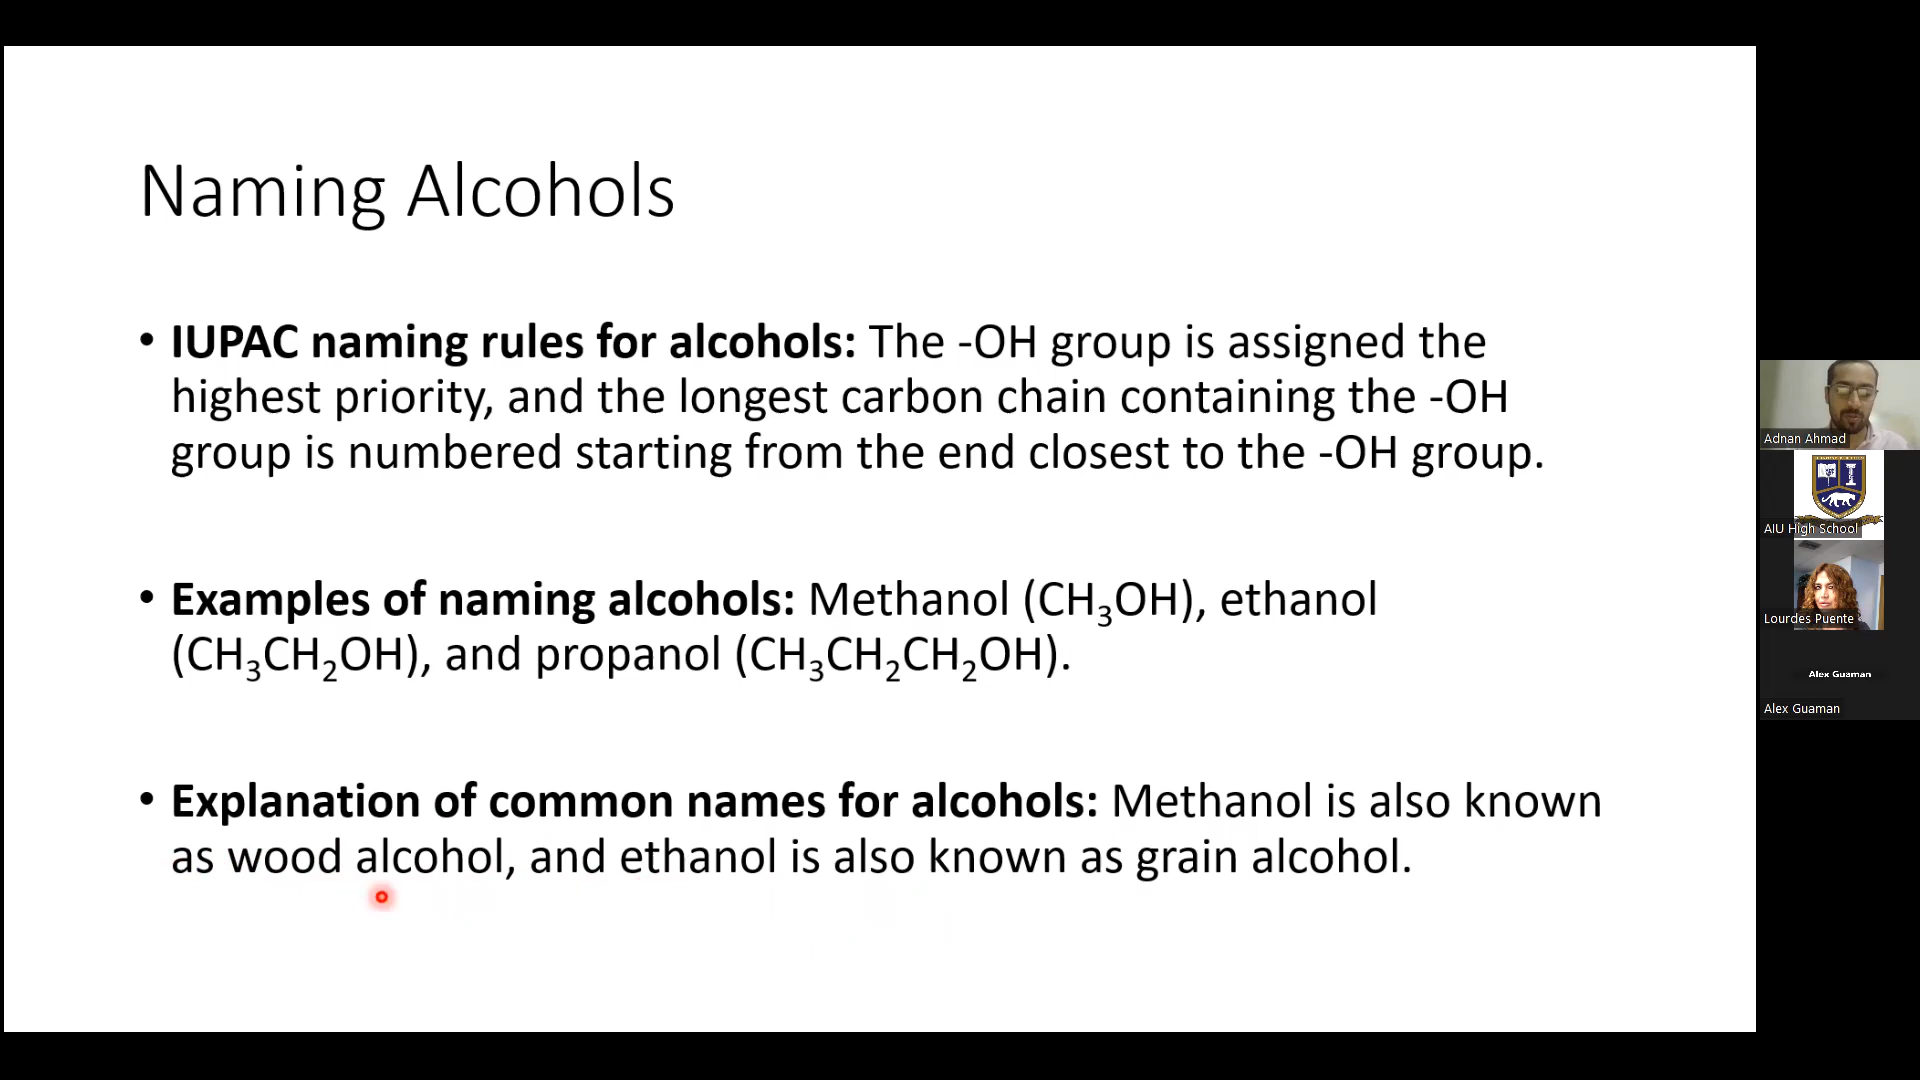 Naming Alcohols
• IUPAC naming rules for alcohols: The -OH group is assigned the
highest priority, and the longest carbon chain containing the -OH
group is numbered starting from the end closest to the -OH group.
• Examples of naming alcohols: Methanol (CH₃OH), ethanol
(CH₃CH₂OH), and propanol (CH₃CH₂CH₂OH).
• Explanation of common names for alcohols: Methanol is also known
as wood alcohol, and ethanol is also known as grain alcohol.
Adnan Ahmad
AIU High School
Lourdes Puente
Alex Guaman
Alex Guaman